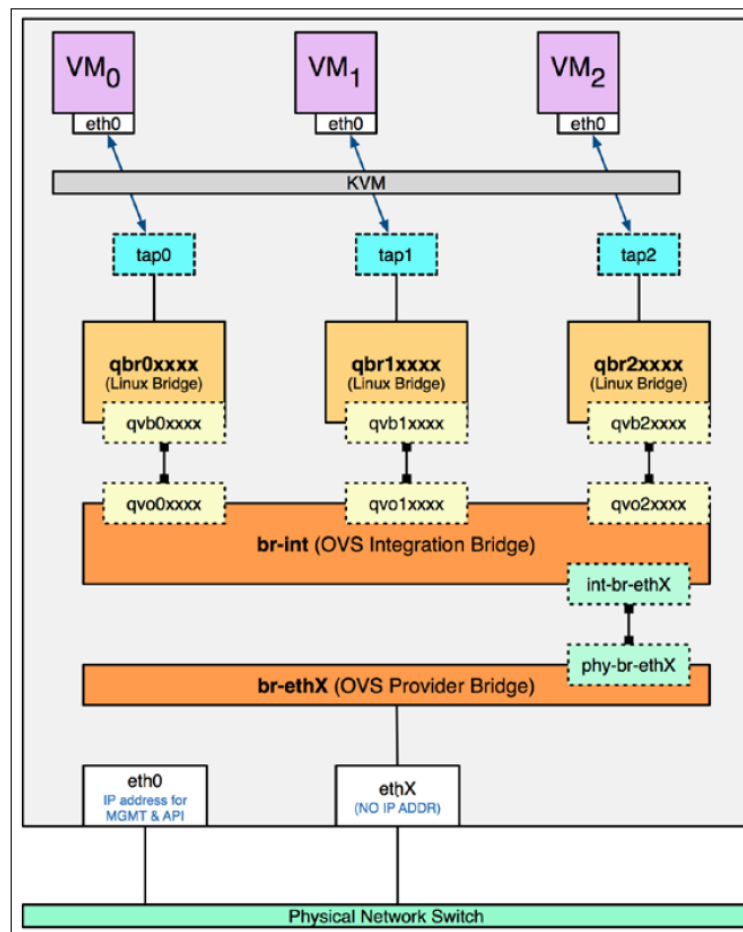 VM0
VM1
VM2
eth0
eth0
eth0
KVM
tap0
tap1
tap2
qbr0xxxx
(Linux Bridge)
qbr1xxxx
(Linux Bridge)
qbr2xxxx
(Linux Bridge)
qvb0xxxx
qvb1xxxx
qvb2xxxx
qvo0xxxx
qvo1xxxx
qvo2xxxx
br-int (OVS Integration Bridge)
int-br-ethX
phy-br-ethX
br-ethX (OVS Provider Bridge)
eth0
IP address for
MGMT & API
ethX
(NO IP ADDR)
Physical Network Switch